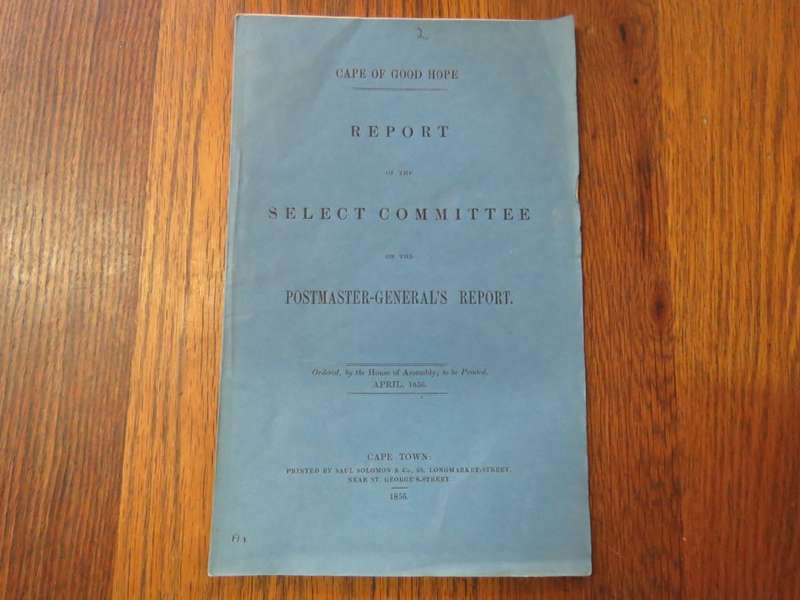 2
CAPE OF GOOD HOPE
REPORT
OF THE
SELECT COMMITTEE
ON THE
POSTMASTER-GENERAL'S REPORT.
Ordered, by the House of Assembly, to be Printed,
APRIL, 1856.
CAPE TOWN:
PRINTED BY SAUL SOLOMON & Co., LONGMARKET-STREET,
NEAR ST. GEORGE'S-STREET.
1856.